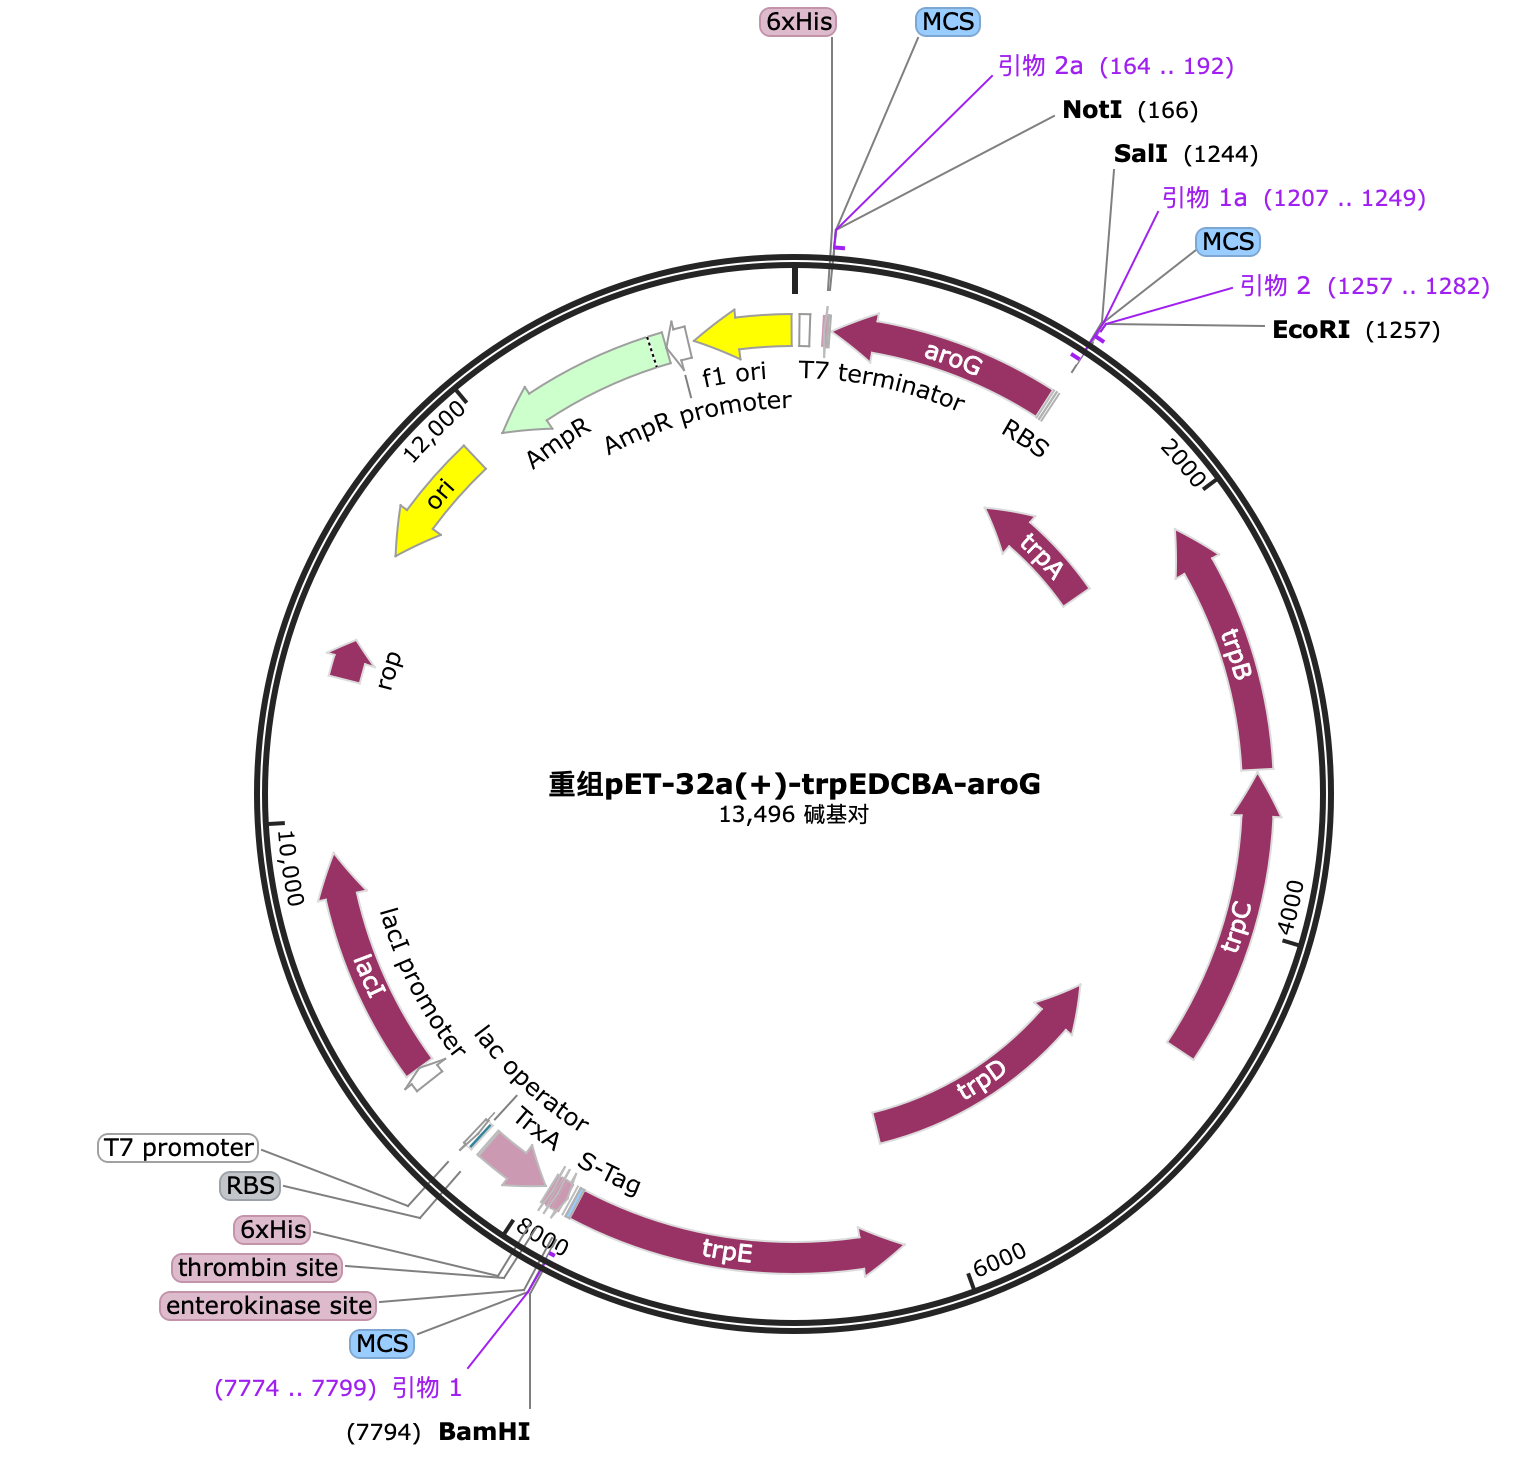 6xHis
MCS
引物 2a (164 .. 192)
NotI (166)
SalI (1244)
引物 1a (1207 .. 1249)
MCS
引物 2 (1257 .. 1282)
EcoRI (1257)
f1 ori
T7 terminator
aroG
AmpR promoter
AmpR
RBS
12,000
2000
ori
trpA
trpB
rop
重组pET-32a(+)-trpEDCBA-aroG
13,496 碱基对
10,000
4000
trpC
lacI promoter
lacI
lac operator
trpD
TrxA
T7 promoter
S-Tag
RBS
6xHis
8000
trpE
6000
thrombin site
enterokinase site
MCS
(7774 .. 7799) 引物 1
(7794) BamHI